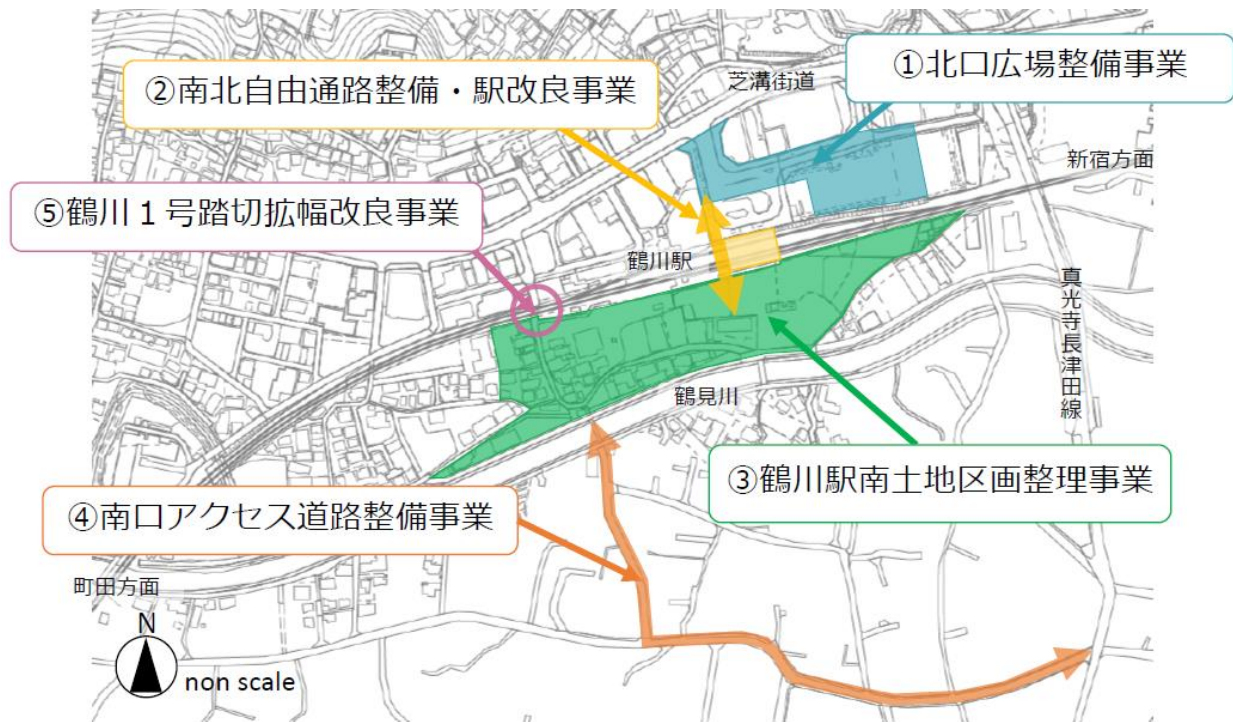 ①北口広場整備事業
②南北自由通路整備・駅改良事業
芝溝街道
新宿方面
⑤鶴川1号踏切拡幅改良事業
鶴川駅
真光寺長津田線
鶴見川
③鶴川駅南土地区画整理事業
④南口アクセス道路整備事業
町田方面
N
non scale